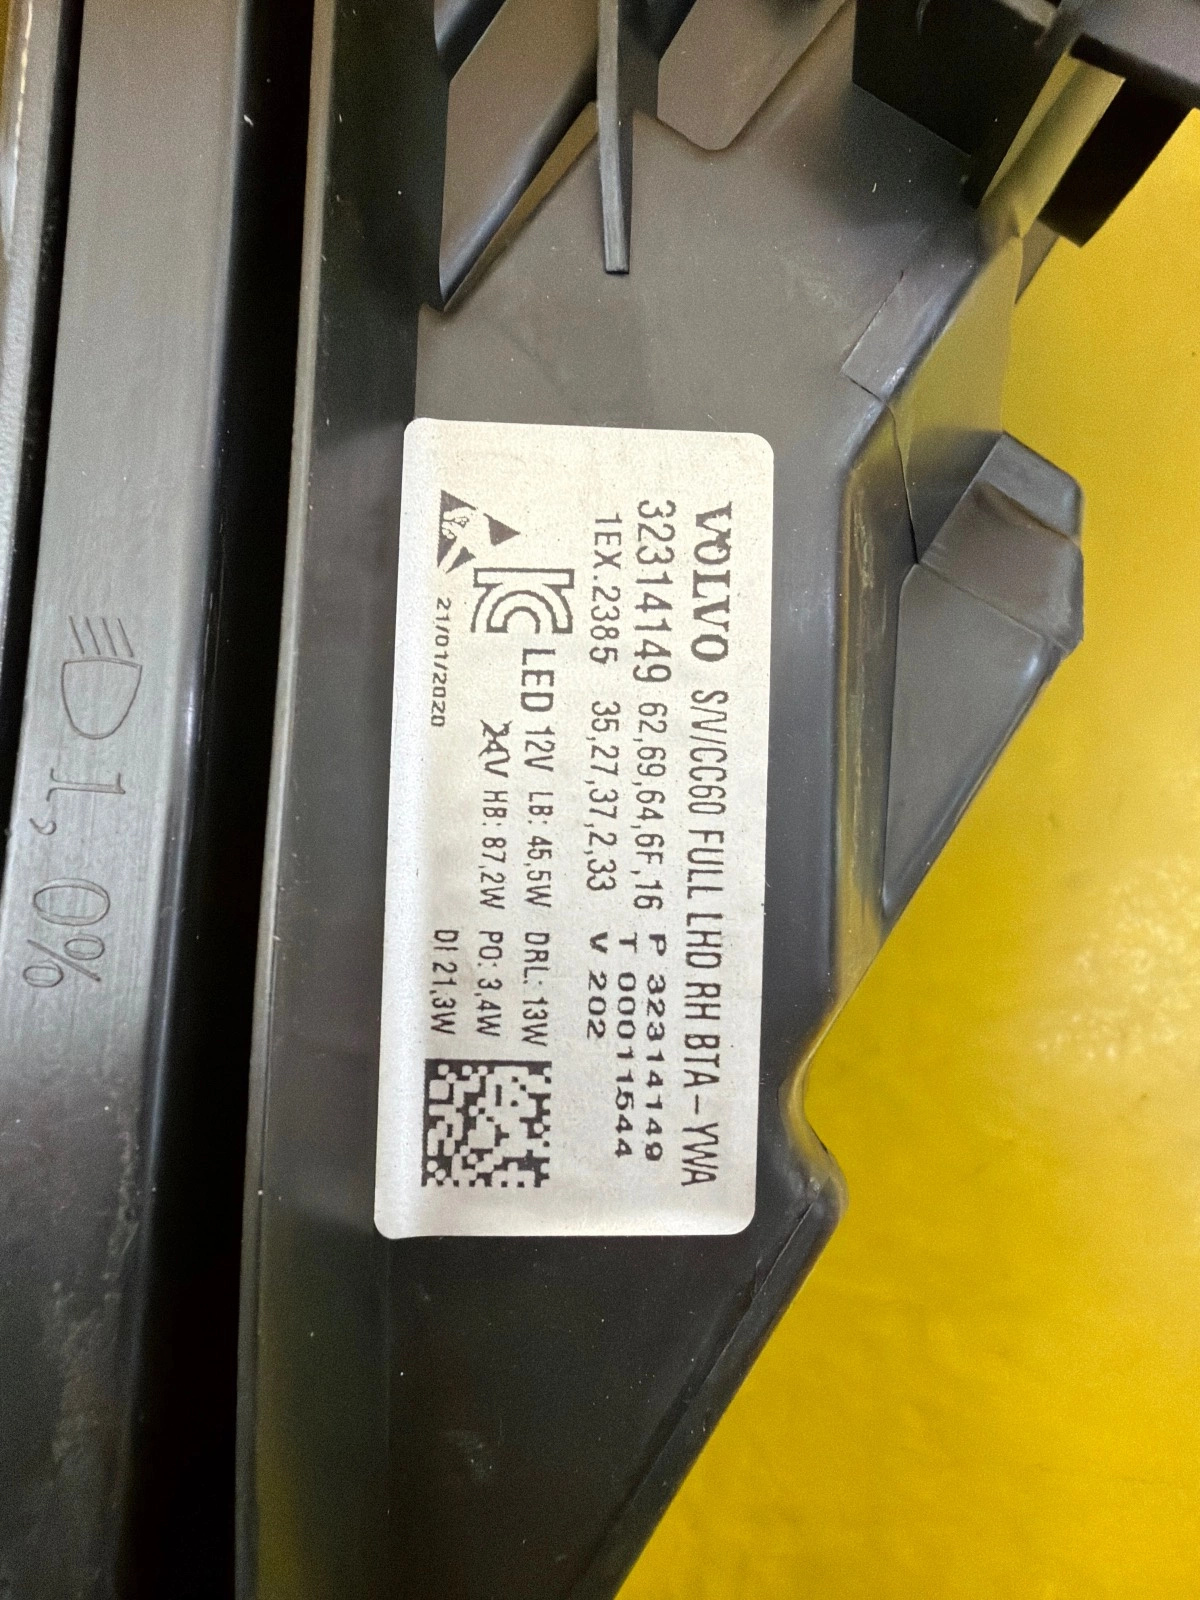 VOLVO S/V/CC60 FULL LHD RH BTA-YWA
32314149 62,69,64,6F,16 P 32314149
T 00011544
1EX.2385 35,27,37,2,33 V 202
LED 12V LB: 45,5W DRL: 13W
24V HB: 87,2W PO: 3,4W
21/01/2020 DI 21,3W
1,0%